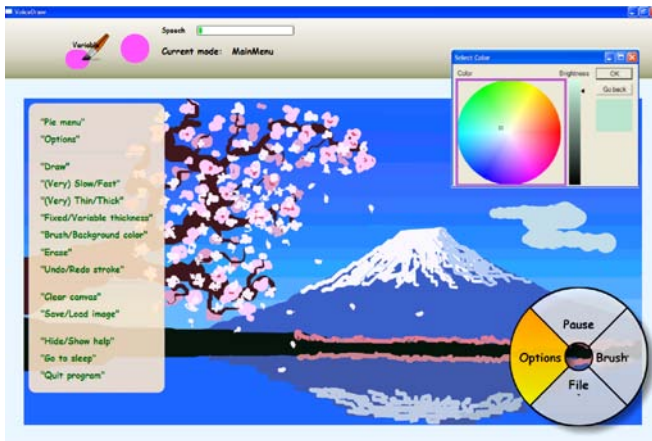 VoiceDraw
Variable
Speech
Current mode: MainMenu
Select Color
Color
Brightness
OK
Go back
"Pie menu"
"Options"
"Draw"
"(Very) Slow/Fast"
"(Very) Thin/Thick"
"Fixed/Variable thickness"
"Brush/Background color"
"Erase"
"Undo/Redo stroke"
"Clear canvas"
"Save/Load image"
"Hide/Show help"
"Go to sleep"
"Quit program"
Pause
Options
Brush
File